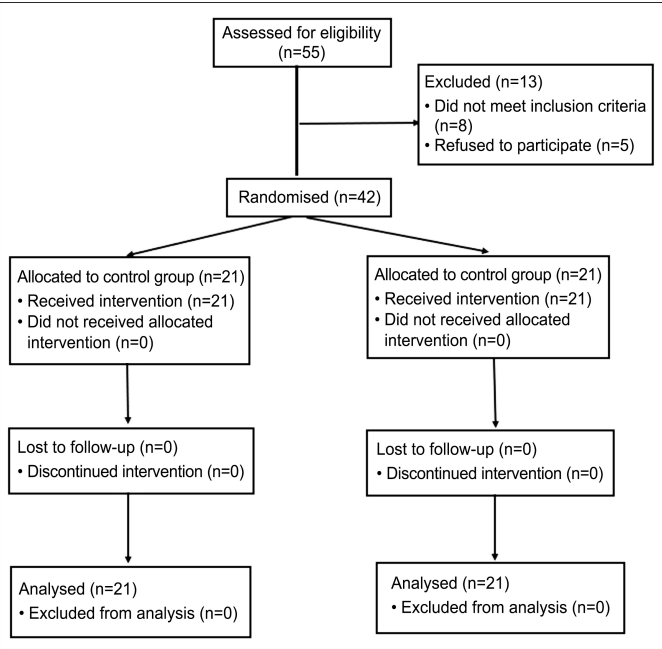 Assessed for eligibility
(n=55)
Excluded (n=13)
• Did not meet inclusion criteria
(n=8)
• Refused to participate (n=5)
Randomised (n=42)
Allocated to control group (n=21)
• Received intervention (n=21)
• Did not received allocated
intervention (n=0)
Allocated to control group (n=21)
• Received intervention (n=21)
• Did not received allocated
intervention (n=0)
Lost to follow-up (n=0)
• Discontinued intervention (n=0)
Lost to follow-up (n=0)
• Discontinued intervention (n=0)
Analysed (n=21)
• Excluded from analysis (n=0)
Analysed (n=21)
• Excluded from analysis (n=0)